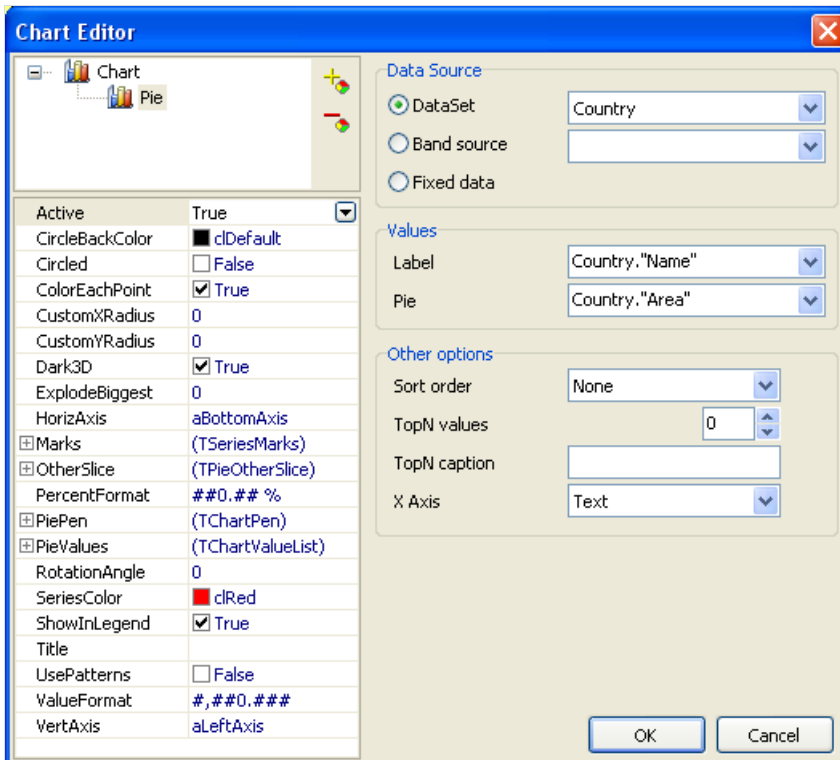 Chart Editor
Chart
Pie
Active True
CircleBackColor clDefault
Circled False
ColorEachPoint True
CustomXRadius 0
CustomYRadius 0
Dark3D True
ExplodeBiggest 0
HorizAxis aBottomAxis
Marks (TSeriesMarks)
OtherSlice (TPieOtherSlice)
PercentFormat ##0.## %
PiePen (TChartPen)
PieValues (TChartValueList)
RotationAngle 0
SeriesColor clRed
ShowInLegend True
Title
UsePatterns False
ValueFormat #,##0.###
VertAxis aLeftAxis
Data Source
DataSet Country
Band source
Fixed data
Values
Label Country."Name"
Pie Country."Area"
Other options
Sort order None
TopN values 0
TopN caption
X Axis Text
OK Cancel